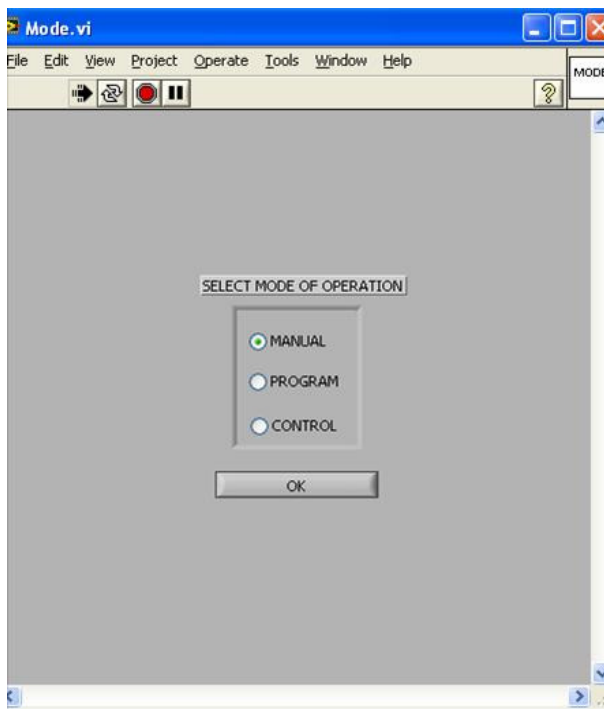 Mode.vi
File Edit View Project Operate Tools Window Help
MODE
SELECT MODE OF OPERATION
MANUAL
PROGRAM
CONTROL
OK